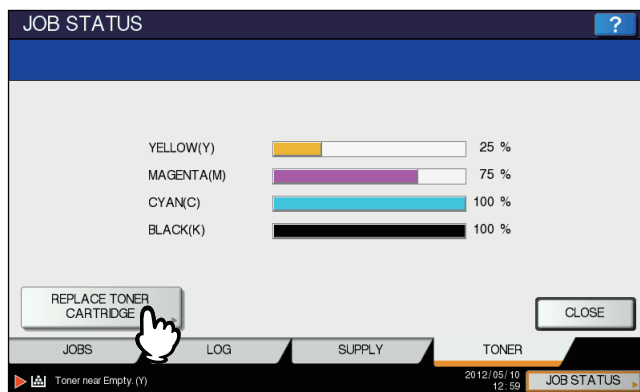 JOB STATUS
?
YELLOW(Y) 25 %
MAGENTA(M) 75 %
CYAN(C) 100 %
BLACK(K) 100 %
REPLACE TONER
CARTRIDGE
CLOSE
JOBS LOG SUPPLY TONER
Toner near Empty. (Y)
2012/05/10
12:59
JOB STATUS